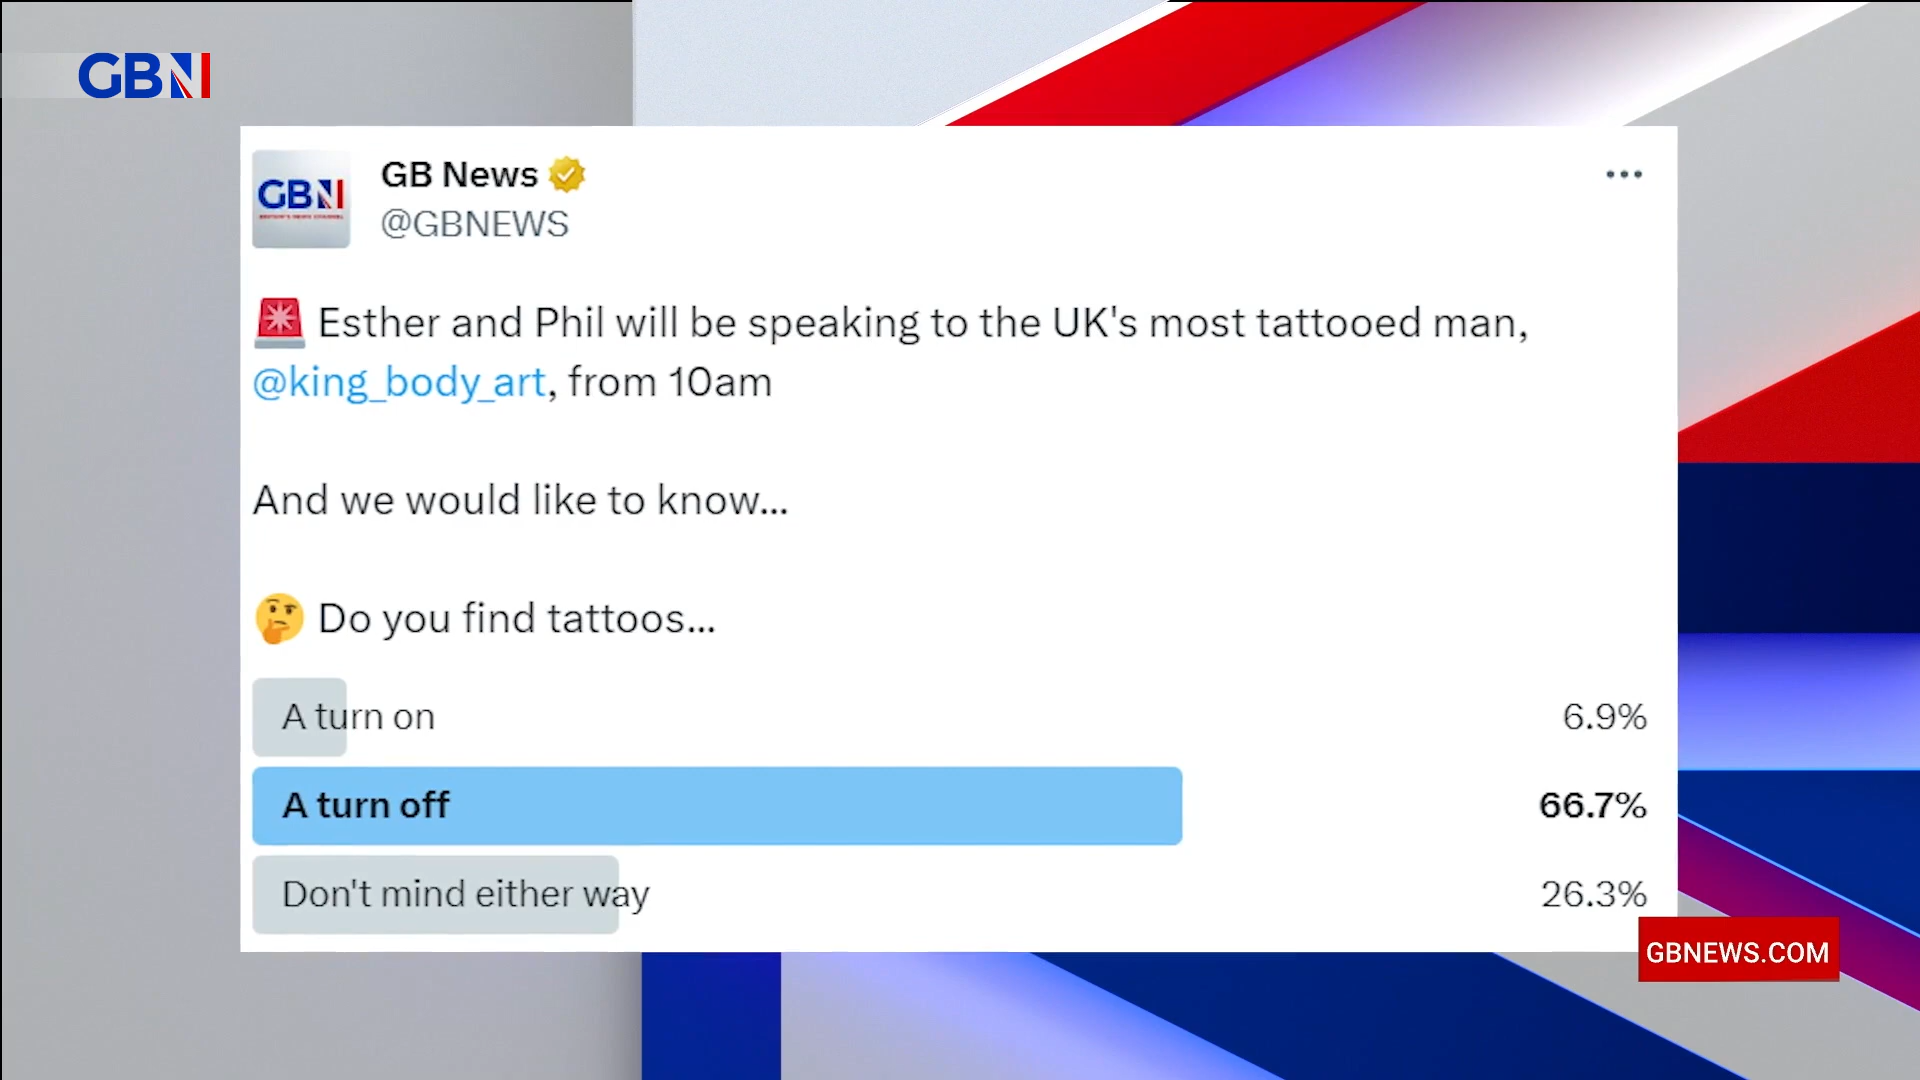 GBN
GBN
GB News
@GBNEWS
🚨 Esther and Phil will be speaking to the UK's most tattooed man,
@king_body_art, from 10am
And we would like to know...
🤔 Do you find tattoos...
A turn on 6.9%
A turn off 66.7%
Don't mind either way 26.3%
GBNEWS.COM